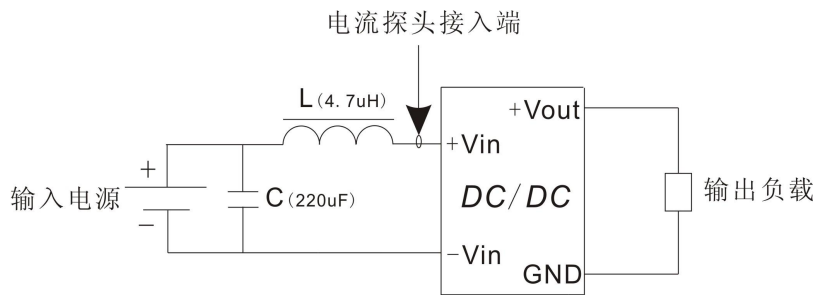 电流探头接入端
L(4.7uH)
+Vout
+Vin
+
输入电源
C(220uF)
DC/DC
输出负载
−
−Vin
GND